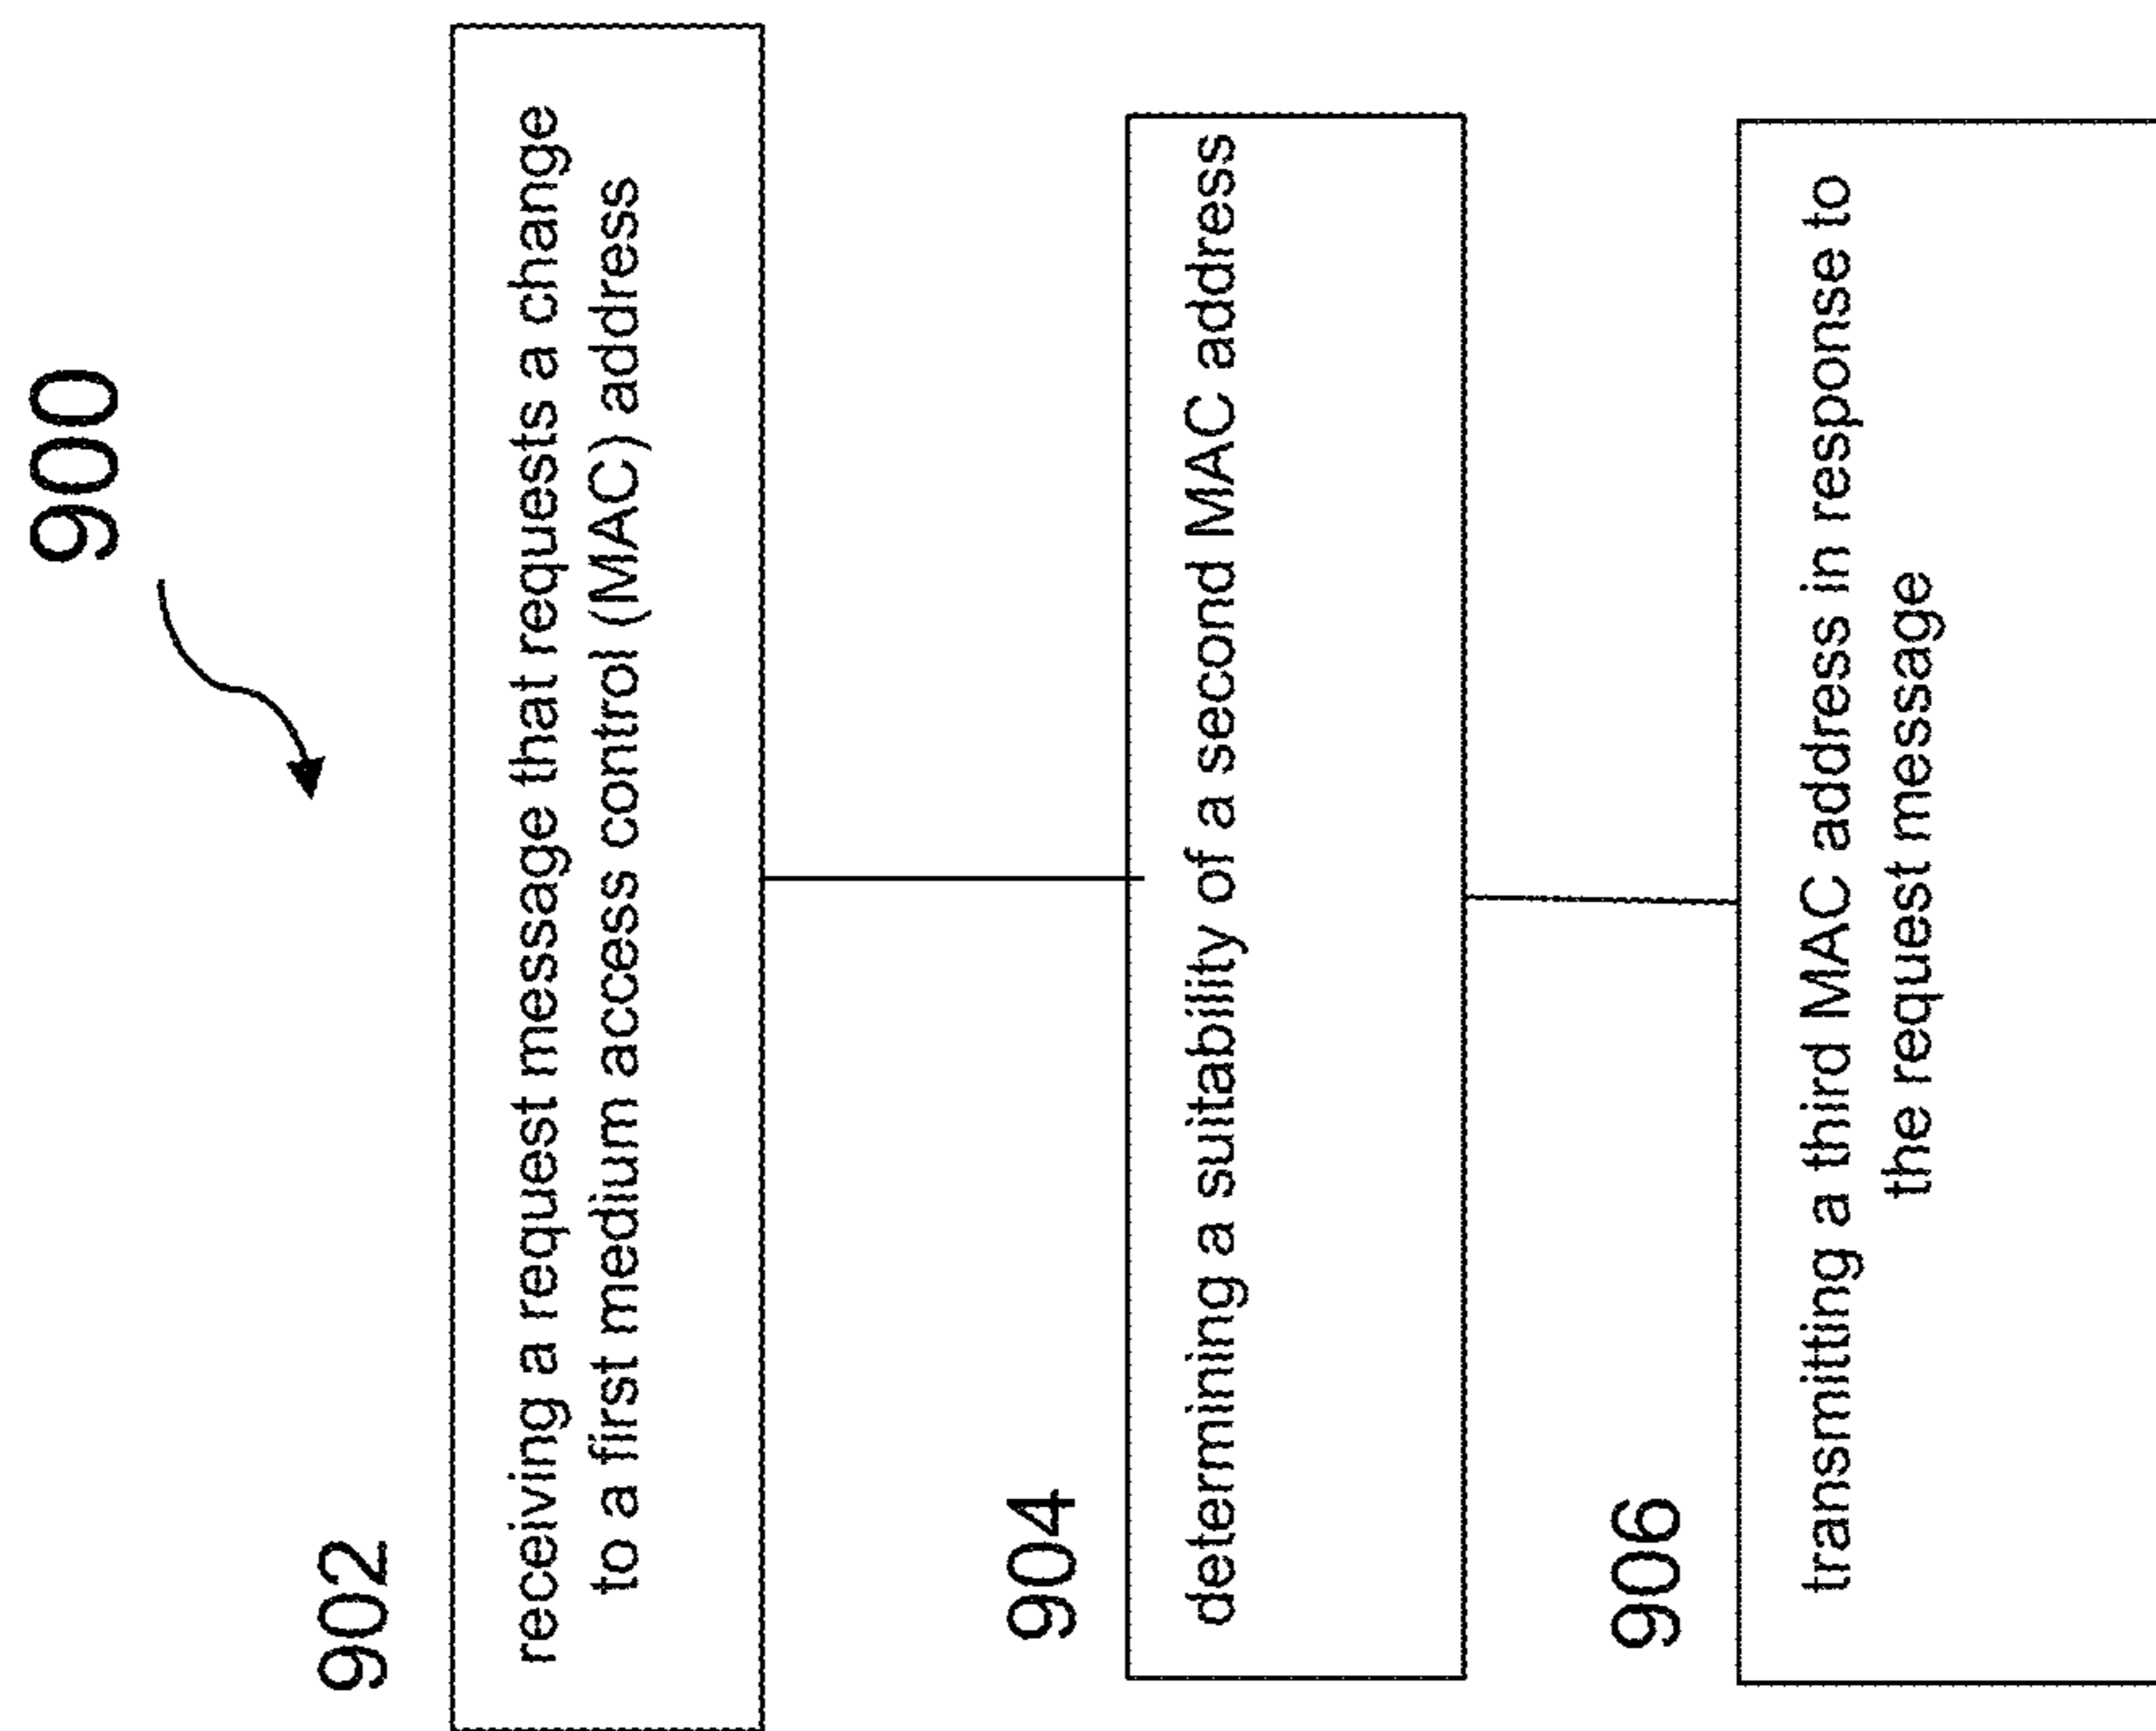 900
902
receiving a request message that requests a change
to a first medium access control (MAC) address
904
determining a suitability of a second MAC address
906
transmitting a third MAC address in response to
the request message